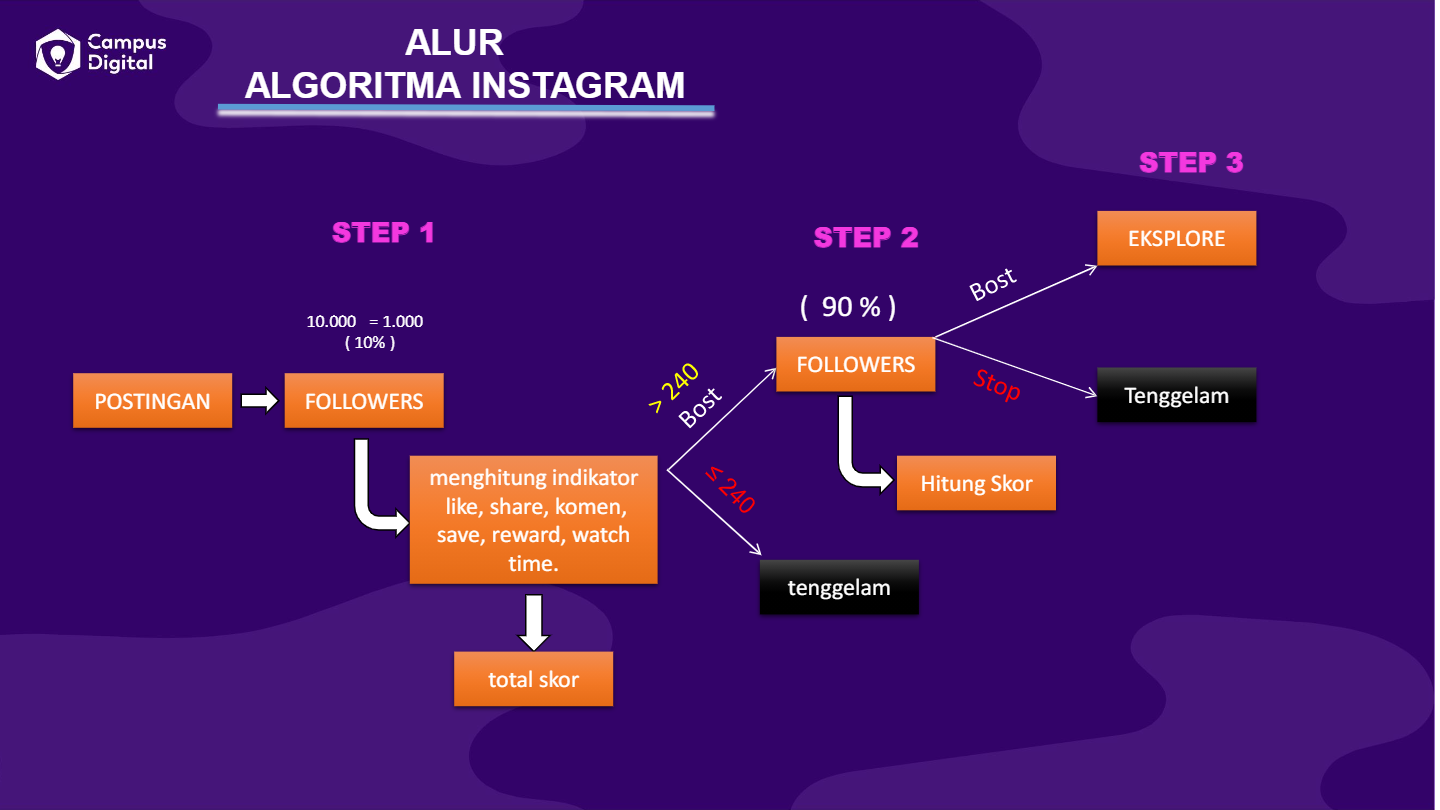 Campus
Digital
ALUR
ALGORITMA INSTAGRAM
STEP 1
10.000 = 1.000
( 10% )
POSTINGAN
FOLLOWERS
menghitung indikator
like, share, komen,
save, reward, watch
time.
total skor
> 240
Bost
≤ 240
tenggelam
STEP 2
( 90 % )
FOLLOWERS
Hitung Skor
Bost
Stop
STEP 3
EKSPLORE
Tenggelam